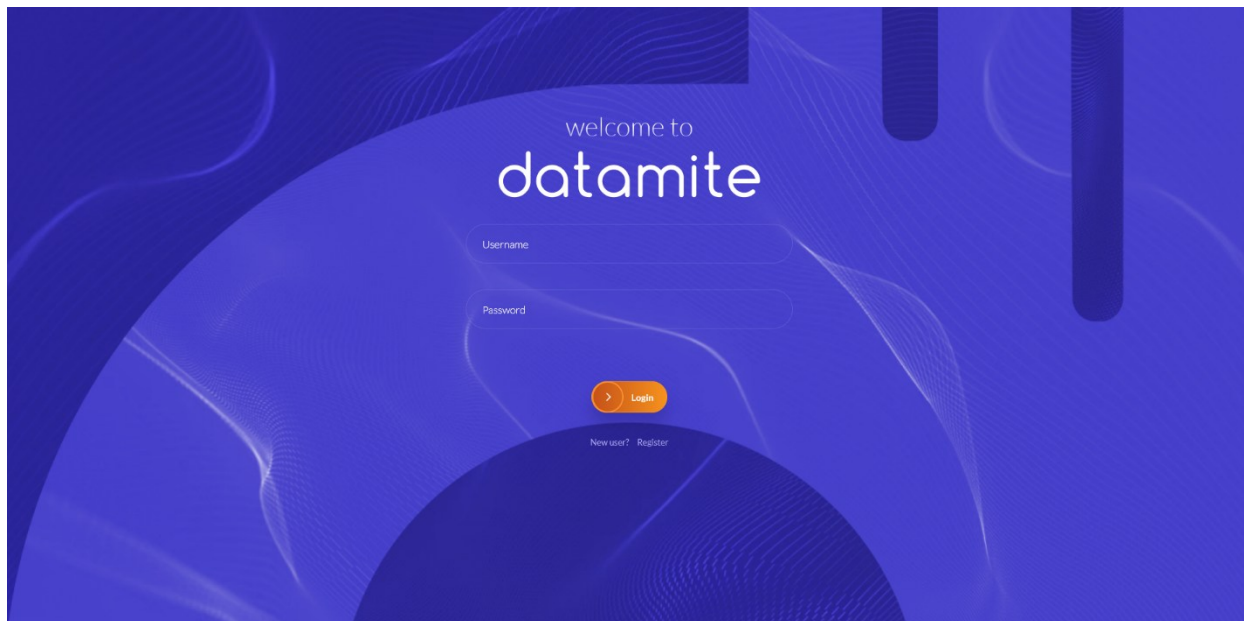 welcome to
datamite
Username
Password
Login
New user? Register